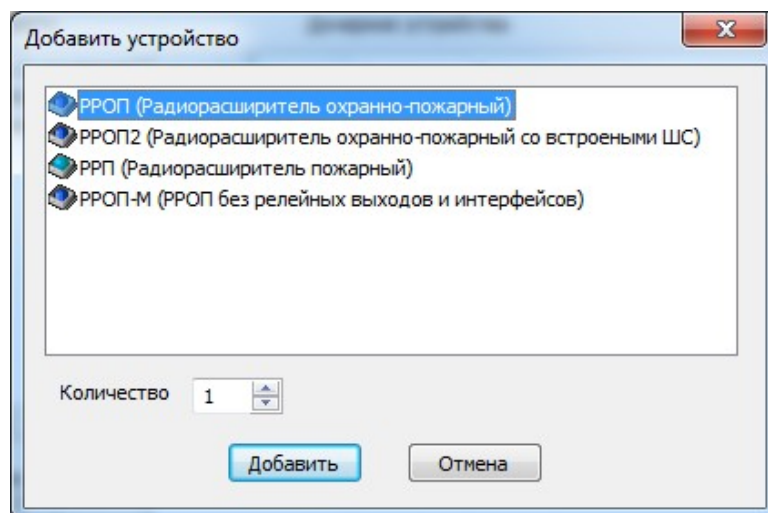 Добавить устройство
РРОП (Радиорасширитель охранно-пожарный)
РРОП2 (Радиорасширитель охранно-пожарный со встроеными ШС)
РРП (Радиорасширитель пожарный)
РРОП-М (РРОП без релейных выходов и интерфейсов)
Количество 1
Добавить Отмена